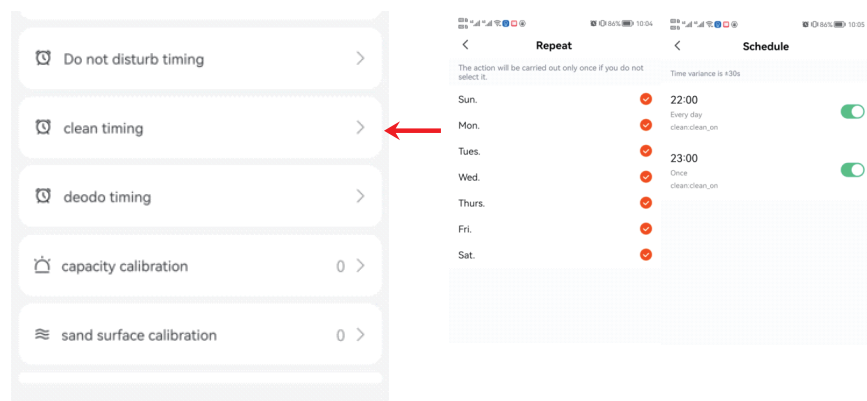 Do not disturb timing
clean timing
deodo timing
capacity calibration 0
sand surface calibration 0
86% 10:04
Repeat
The action will be carried out only once if you do not
select it.
Sun.
Mon.
Tues.
Wed.
Thurs.
Fri.
Sat.
86% 10:05
Schedule
Time variance is ±30s
22:00
Every day
clean:clean_on
23:00
Once
clean:clean_on